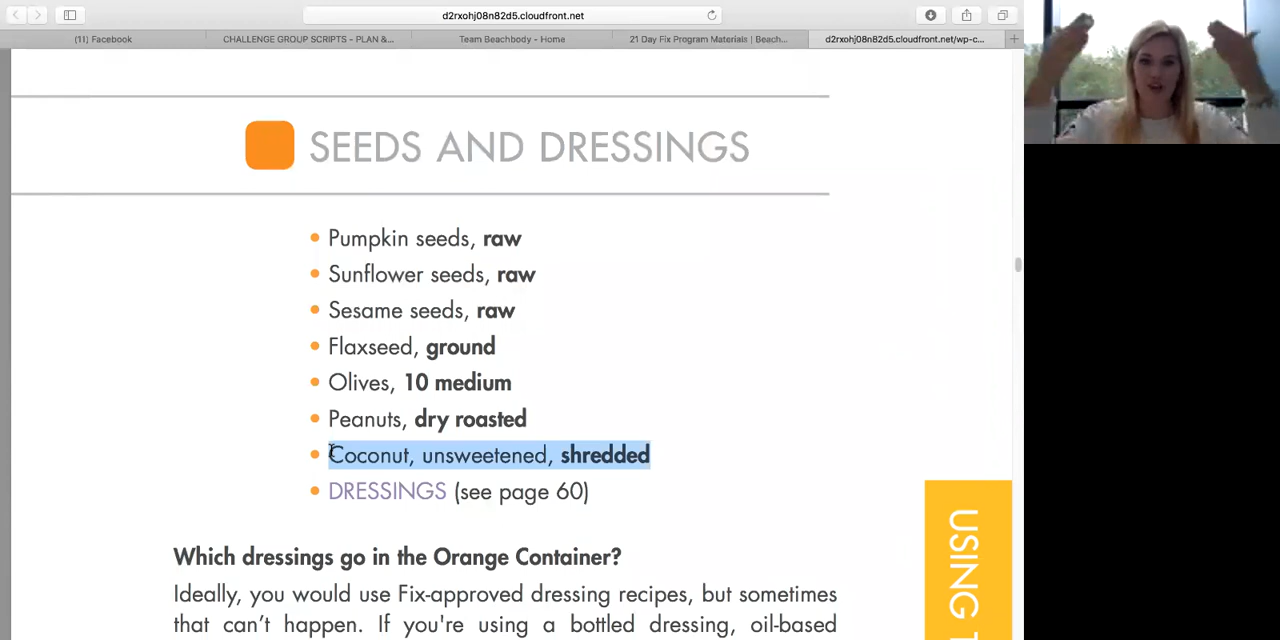 d2rxohj08n82d5.cloudfront.net
(11) Facebook
CHALLENGE GROUP SCRIPTS - PLAN &...
Team Beachbody - Home
21 Day Fix Program Materials | Beach...
d2rxohj08n82d5.cloudfront.net/wp-c...
SEEDS AND DRESSINGS
• Pumpkin seeds, raw
• Sunflower seeds, raw
• Sesame seeds, raw
• Flaxseed, ground
• Olives, 10 medium
• Peanuts, dry roasted
• Coconut, unsweetened, shredded
• DRESSINGS (see page 60)
Which dressings go in the Orange Container?
Ideally, you would use Fix-approved dressing recipes, but sometimes
that can't happen. If you're using a bottled dressing, oil-based
USING